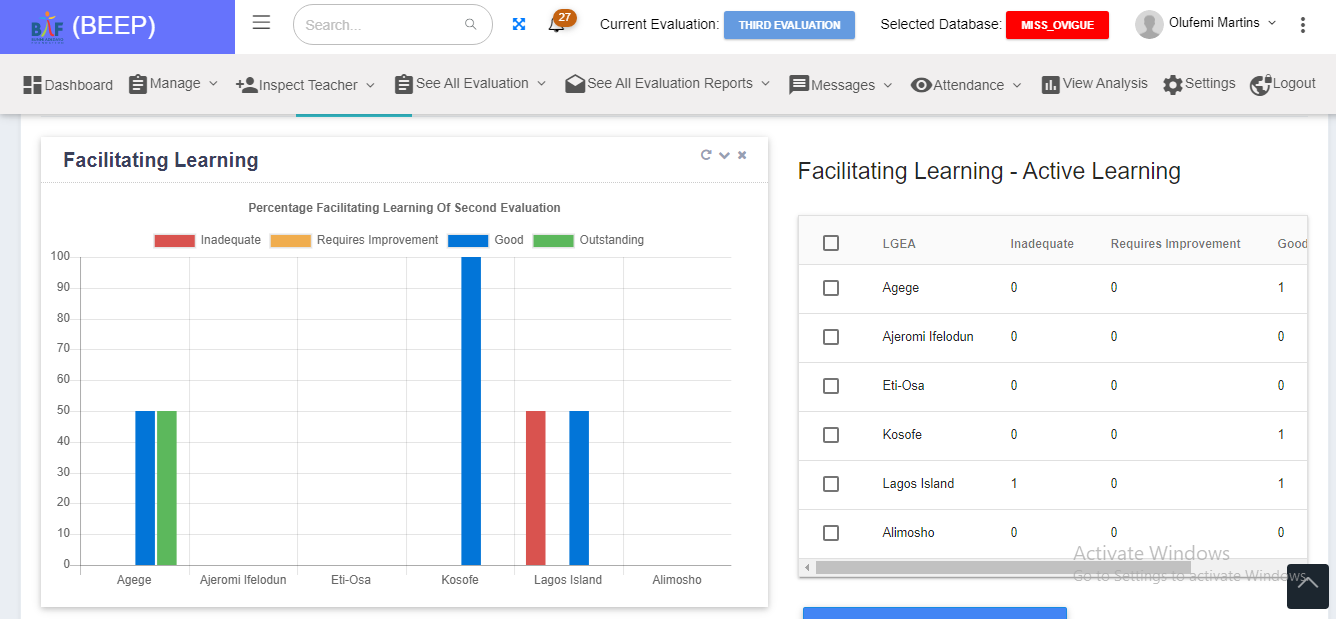 BAF (BEEP)
Search...
27
Current Evaluation: THIRD EVALUATION
Selected Database: MISS_OVIGUE
Olufemi Martins
Dashboard Manage Inspect Teacher See All Evaluation See All Evaluation Reports Messages Attendance View Analysis Settings Logout
Facilitating Learning
Percentage Facilitating Learning Of Second Evaluation
Inadequate Requires Improvement Good Outstanding
100
90
80
70
60
50
40
30
20
10
0
Agege Ajeromi Ifelodun Eti-Osa Kosofe Lagos Island Alimosho
Facilitating Learning - Active Learning
LGEA Inadequate Requires Improvement Good
Agege 0 0 1
Ajeromi Ifelodun 0 0 0
Eti-Osa 0 0 0
Kosofe 0 0 1
Lagos Island 1 0 1
Alimosho 0 0 0
Activate Windows
Go to Settings to activate Windows.